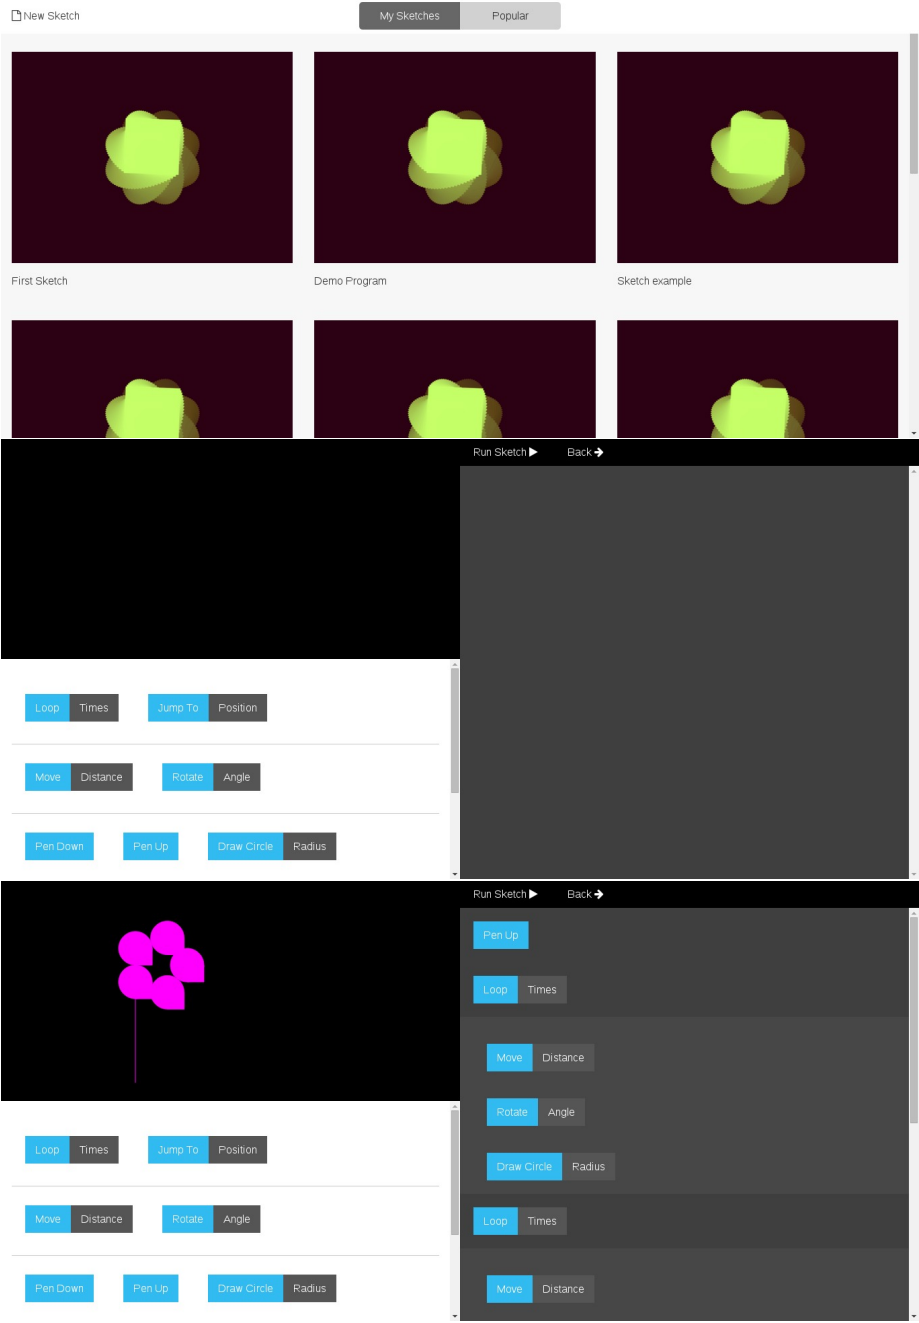 New Sketch
My Sketches Popular
First Sketch Demo Program Sketch example
Run Sketch Back
Loop Times Jump To Position
Move Distance Rotate Angle
Pen Down Pen Up Draw Circle Radius
Run Sketch Back
Pen Up
Loop Times
Move Distance
Rotate Angle
Draw Circle Radius
Loop Times
Move Distance
Loop Times Jump To Position
Move Distance Rotate Angle
Pen Down Pen Up Draw Circle Radius